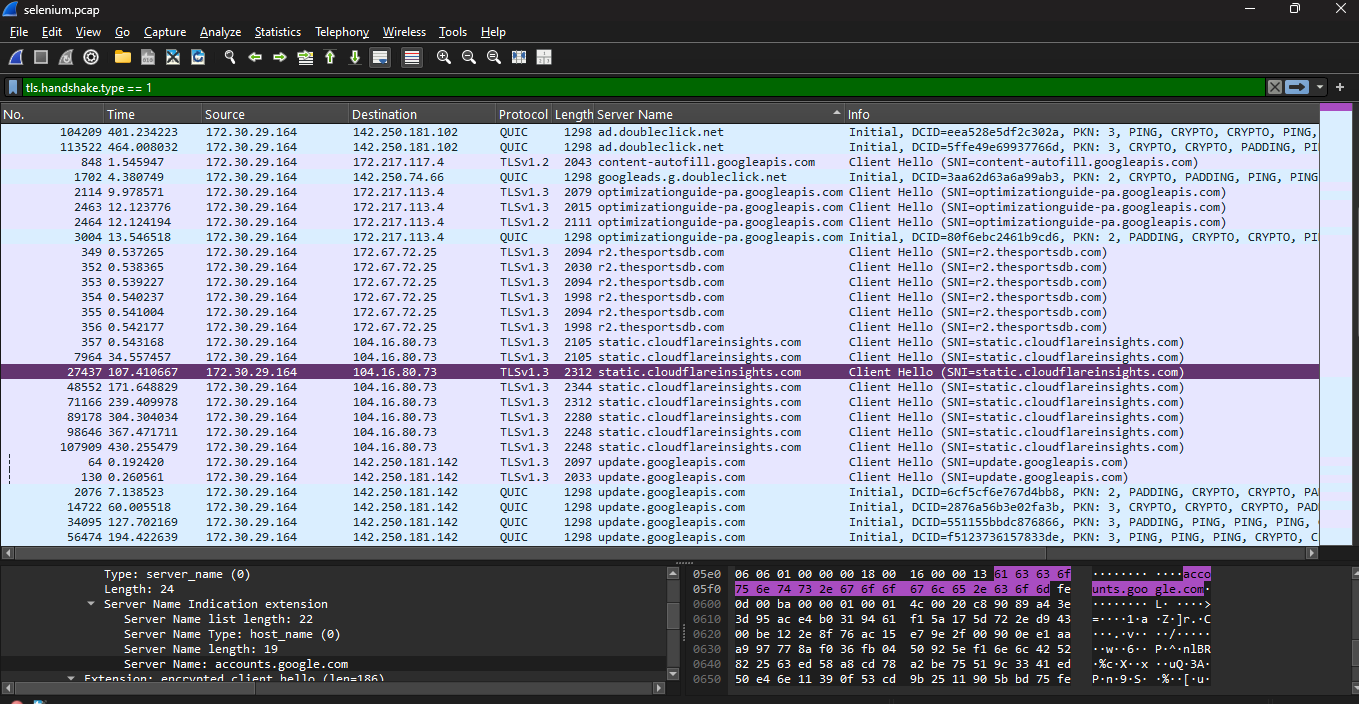 selenium.pcap
File Edit View Go Capture Analyze Statistics Telephony Wireless Tools Help
tls.handshake.type == 1
No. Time Source Destination Protocol Length Server Name Info
104209 401.234223 172.30.29.164 142.250.181.102 QUIC 1298 ad.doubleclick.net Initial, DCID=eea528e5df2c302a, PKN: 3, PING, CRYPTO, CRYPTO, PING,
113522 464.008032 172.30.29.164 142.250.181.102 QUIC 1298 ad.doubleclick.net Initial, DCID=5ffe49e69937766d, PKN: 3, CRYPTO, CRYPTO, PADDING, PI
848 1.545947 172.30.29.164 172.217.117.4 TLSv1.2 2043 content-autofill.googleapis.com Client Hello (SNI=content-autofill.googleapis.com)
1702 4.380749 172.30.29.164 142.250.74.66 QUIC 1298 googleads.g.doubleclick.net Initial, DCID=3aa62d63a6a99ab3, PKN: 2, CRYPTO, PADDING, PING, PING
2114 9.978571 172.30.29.164 172.217.113.4 TLSv1.3 2079 optimizationguide-pa.googleapis.com Client Hello (SNI=optimizationguide-pa.googleapis.com)
2463 12.123776 172.30.29.164 172.217.113.4 TLSv1.3 2015 optimizationguide-pa.googleapis.com Client Hello (SNI=optimizationguide-pa.googleapis.com)
2464 12.124194 172.30.29.164 172.217.113.4 TLSv1.2 2111 optimizationguide-pa.googleapis.com Client Hello (SNI=optimizationguide-pa.googleapis.com)
3004 13.546518 172.30.29.164 172.217.113.4 QUIC 1298 optimizationguide-pa.googleapis.com Initial, DCID=80f6ebc2461b9cd6, PKN: 2, PADDING, CRYPTO, CRYPTO, PI
349 0.537265 172.30.29.164 172.67.72.25 TLSv1.3 2094 r2.thesportsdb.com Client Hello (SNI=r2.thesportsdb.com)
352 0.538365 172.30.29.164 172.67.72.25 TLSv1.3 2030 r2.thesportsdb.com Client Hello (SNI=r2.thesportsdb.com)
353 0.539227 172.30.29.164 172.67.72.25 TLSv1.3 2094 r2.thesportsdb.com Client Hello (SNI=r2.thesportsdb.com)
354 0.540237 172.30.29.164 172.67.72.25 TLSv1.3 1998 r2.thesportsdb.com Client Hello (SNI=r2.thesportsdb.com)
355 0.541004 172.30.29.164 172.67.72.25 TLSv1.3 2094 r2.thesportsdb.com Client Hello (SNI=r2.thesportsdb.com)
356 0.542177 172.30.29.164 172.67.72.25 TLSv1.3 1998 r2.thesportsdb.com Client Hello (SNI=r2.thesportsdb.com)
357 0.543168 172.30.29.164 104.16.80.73 TLSv1.3 2105 static.cloudflareinsights.com Client Hello (SNI=static.cloudflareinsights.com)
7964 34.557457 172.30.29.164 104.16.80.73 TLSv1.3 2105 static.cloudflareinsights.com Client Hello (SNI=static.cloudflareinsights.com)
27437 107.410667 172.30.29.164 104.16.80.73 TLSv1.3 2312 static.cloudflareinsights.com Client Hello (SNI=static.cloudflareinsights.com)
48552 171.648829 172.30.29.164 104.16.80.73 TLSv1.3 2344 static.cloudflareinsights.com Client Hello (SNI=static.cloudflareinsights.com)
71166 239.409978 172.30.29.164 104.16.80.73 TLSv1.3 2312 static.cloudflareinsights.com Client Hello (SNI=static.cloudflareinsights.com)
89178 304.304034 172.30.29.164 104.16.80.73 TLSv1.3 2280 static.cloudflareinsights.com Client Hello (SNI=static.cloudflareinsights.com)
98646 367.471711 172.30.29.164 104.16.80.73 TLSv1.3 2248 static.cloudflareinsights.com Client Hello (SNI=static.cloudflareinsights.com)
107909 430.255479 172.30.29.164 104.16.80.73 TLSv1.3 2248 static.cloudflareinsights.com Client Hello (SNI=static.cloudflareinsights.com)
64 0.192420 172.30.29.164 142.250.181.142 TLSv1.3 2097 update.googleapis.com Client Hello (SNI=update.googleapis.com)
130 0.260561 172.30.29.164 142.250.181.142 TLSv1.3 2033 update.googleapis.com Client Hello (SNI=update.googleapis.com)
2076 7.138523 172.30.29.164 142.250.181.142 QUIC 1298 update.googleapis.com Initial, DCID=6cf5cf6e767d4bb8, PKN: 2, PADDING, CRYPTO, CRYPTO, PA
14722 60.005518 172.30.29.164 142.250.181.142 QUIC 1298 update.googleapis.com Initial, DCID=2876a56b3e02fa3b, PKN: 3, CRYPTO, CRYPTO, CRYPTO, PAD
34095 127.702169 172.30.29.164 142.250.181.142 QUIC 1298 update.googleapis.com Initial, DCID=551155bbdc876866, PKN: 3, PADDING, PING, PING, PING,
56474 194.422639 172.30.29.164 142.250.181.142 QUIC 1298 update.googleapis.com Initial, DCID=f5123736157833de, PKN: 3, PING, PING, PING, CRYPTO, C
Type: server_name (0)
Length: 24
Server Name Indication extension
Server Name list length: 22
Server Name Type: host_name (0)
Server Name length: 19
Server Name: accounts.google.com
Extension: encrypted_client_hello (len=186)
05e0 06 06 01 00 00 00 18 00 16 00 00 13 61 63 63 6f ············acco
05f0 75 6e 74 73 2e 67 6f 6f 67 6c 65 2e 63 6f 6d fe unts.goo gle.com·
0600 0d 00 ba 00 00 01 00 01 4c 00 20 c8 90 89 a4 3e ········ L· ····>
0610 3d 95 ac e4 b0 31 94 61 f1 5a 17 5d 72 2e d9 43 =····1·a ·Z·]r.·C
0620 00 be 12 2e 8f 76 ac 15 e7 9e 2f 00 90 0e e1 aa ···.·v·· ··/·····
0630 a9 97 77 8a f0 36 fb 04 50 92 5e f1 6e 6c 42 52 ··w··6·· P·^·nlBR
0640 82 25 63 ed 58 a8 cd 78 a2 be 75 51 9c 33 41 ed ·%c·X··x ··uQ·3A·
0650 50 e4 6e 11 39 0f 53 cd 9b 25 11 90 5b bd 75 fe P·n·9·S· ·%··[·u·